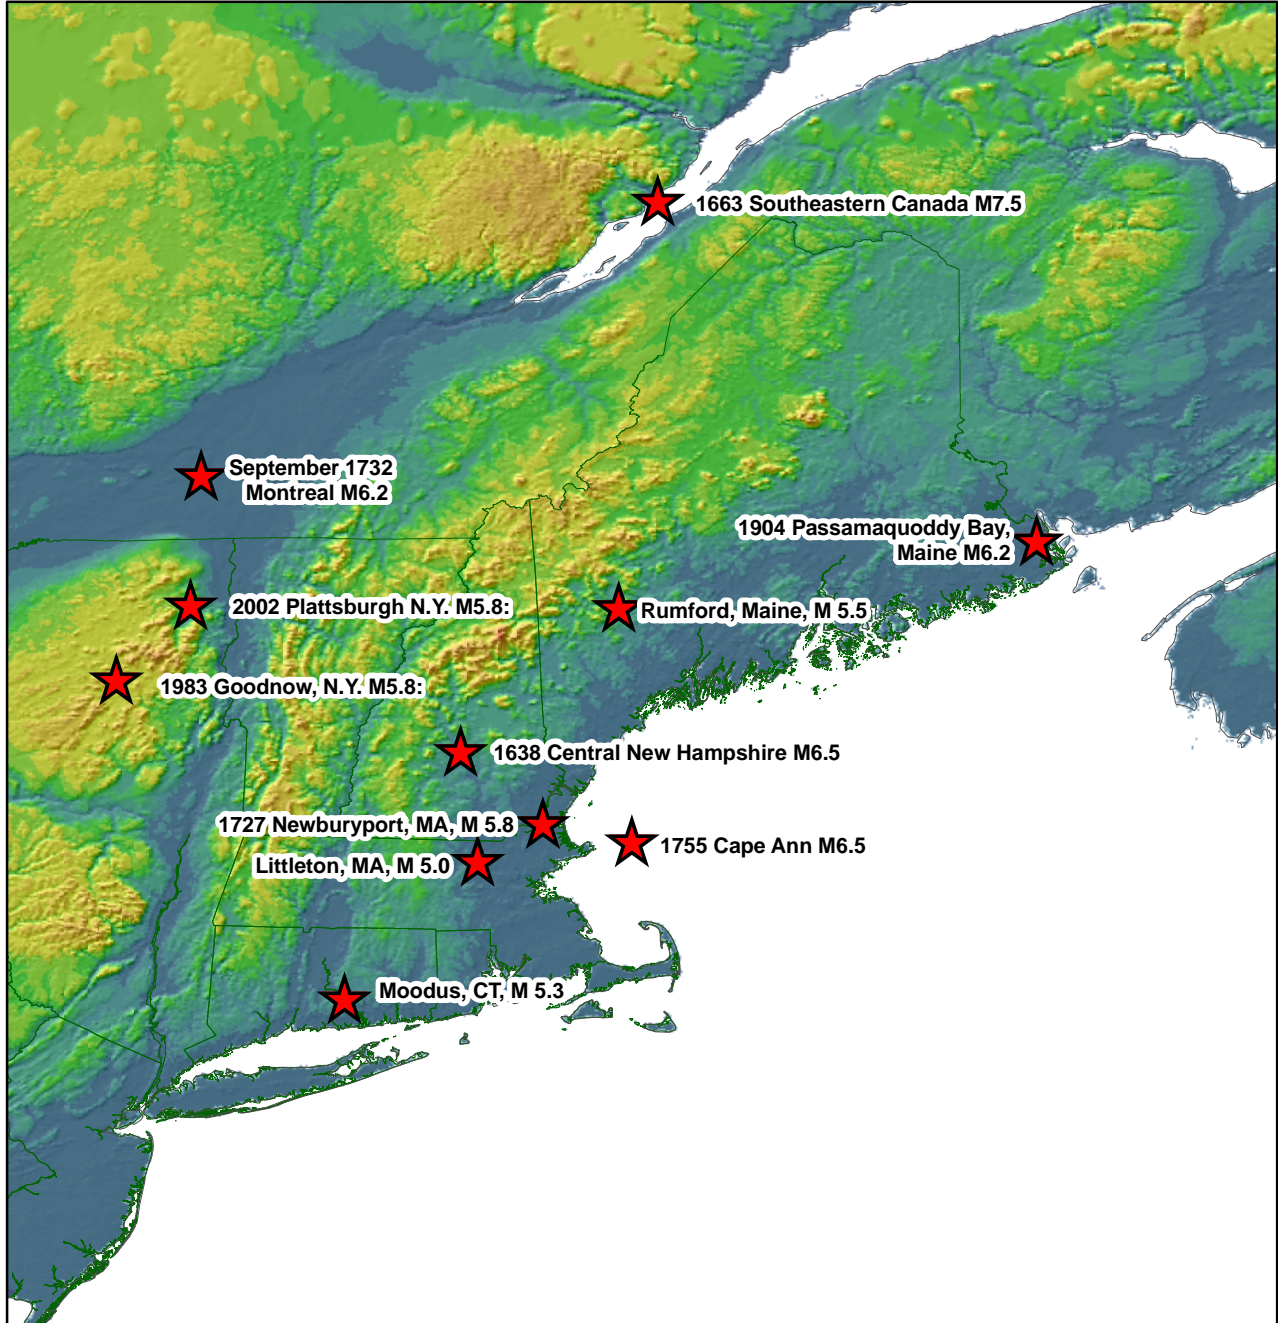 1663 Southeastern Canada M7.5
September 1732
Montreal M6.2
1904 Passamaquoddy Bay,
Maine M6.2
2002 Plattsburgh N.Y. M5.8:
Rumford, Maine, M 5.5
1983 Goodnow, N.Y. M5.8:
1638 Central New Hampshire M6.5
1727 Newburyport, MA, M 5.8
1755 Cape Ann M6.5
Littleton, MA, M 5.0
Moodus, CT, M 5.3